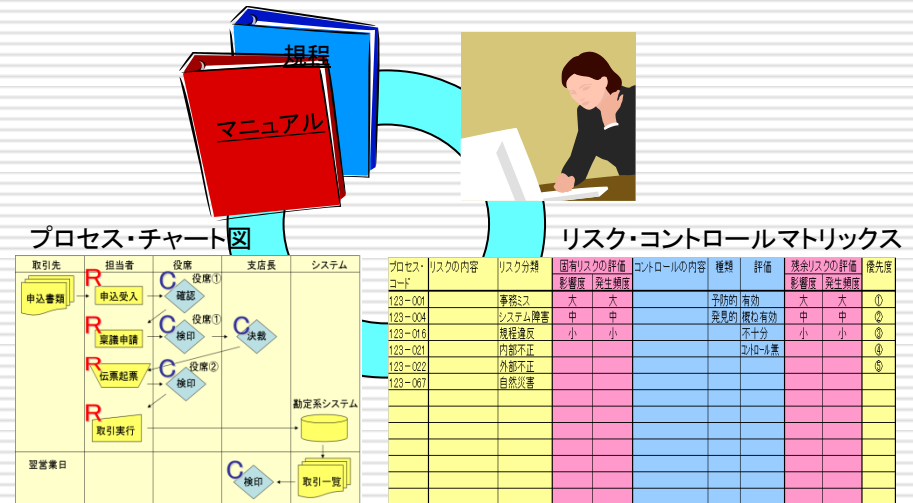 規程
マニュアル
プロセス・チャート図
リスク・コントロールマトリックス
取引先 担当者 役席 支店長 システム
申込書類 R 申込受入 C 確認 役席①
R 稟議申請 C 検印 役席① C 決裁
R 伝票起票 C 検印 役席②
R 取引実行 勘定系システム
翌営業日 C 検印 取引一覧
プロセス・コード リスクの内容 リスク分類 固有リスクの評価 コントロールの内容 種類 評価 残余リスクの評価 優先度
影響度 発生頻度 影響度 発生頻度
123-001 事務ミス 大 大 予防的 有効 大 大 ①
123-004 システム障害 中 中 発見的 概ね有効 中 中 ②
123-016 規程違反 小 小 不十分 小 小 ③
123-021 内部不正 コントロール無 ④
123-022 外部不正 ⑤
123-067 自然災害